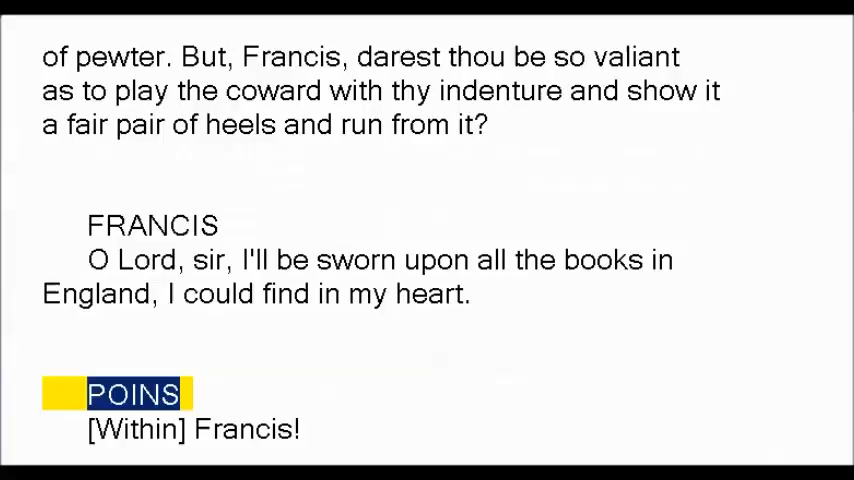 of pewter. But, Francis, darest thou be so valiant
as to play the coward with thy indenture and show it
a fair pair of heels and run from it?
FRANCIS
O Lord, sir, I'll be sworn upon all the books in
England, I could find in my heart.
POINS
[Within] Francis!